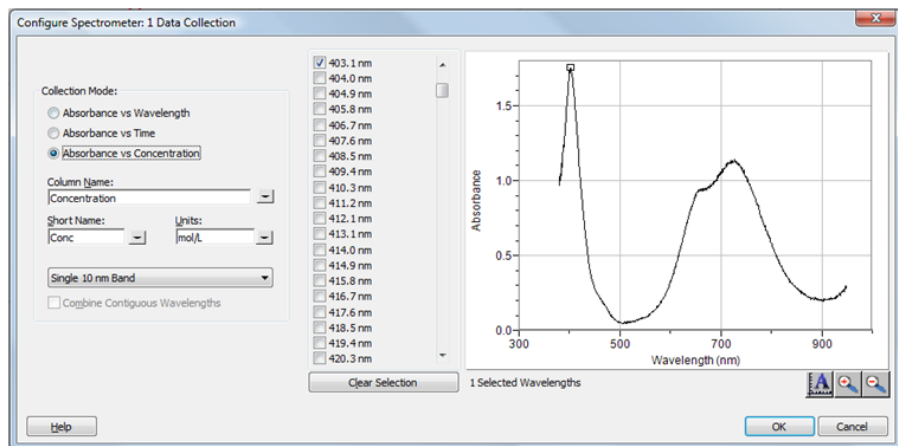 Configure Spectrometer: 1 Data Collection
Collection Mode:
Absorbance vs Wavelength
Absorbance vs Time
Absorbance vs Concentration
Column Name:
Concentration
Short Name:
Units:
Conc
mol/L
Single 10 nm Band
Combine Contiguous Wavelengths
403.1 nm
404.0 nm
404.9 nm
405.8 nm
406.7 nm
407.6 nm
408.5 nm
409.4 nm
410.3 nm
411.2 nm
412.1 nm
413.1 nm
414.0 nm
414.9 nm
415.8 nm
416.7 nm
417.6 nm
418.5 nm
419.4 nm
420.3 nm
Clear Selection
Absorbance
1.5
1.0
0.5
0.0
300
500
700
900
Wavelength (nm)
1 Selected Wavelengths
A
Help
OK
Cancel